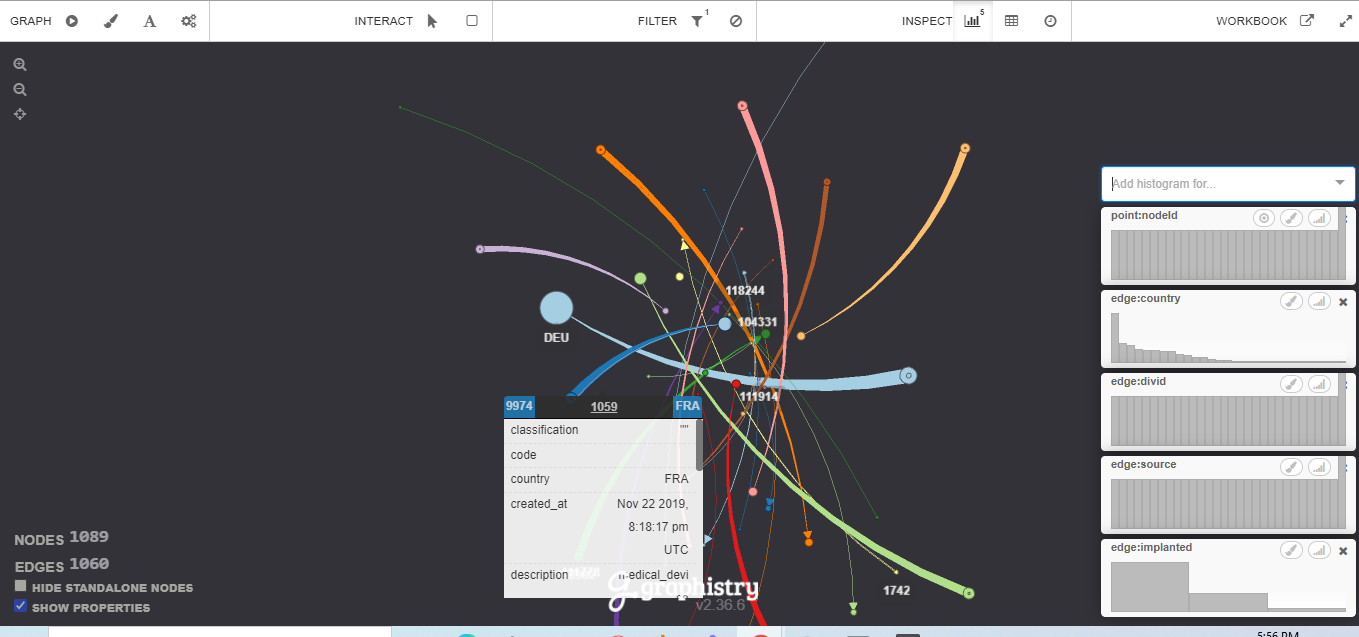 GRAPH
INTERACT
FILTER 1
INSPECT 5
WORKBOOK
Add histogram for...
point:nodeId
edge:country
edge:divid
edge:source
edge:implanted
118244
104331
DEU
111914
9974 1059 FRA
classification ""
code
country FRA
created_at Nov 22 2019,
8:18:17 pm
UTC
description
1742
graphistry
v2.36.6
NODES 1089
EDGES 1060
HIDE STANDALONE NODES
SHOW PROPERTIES
5:56 PM